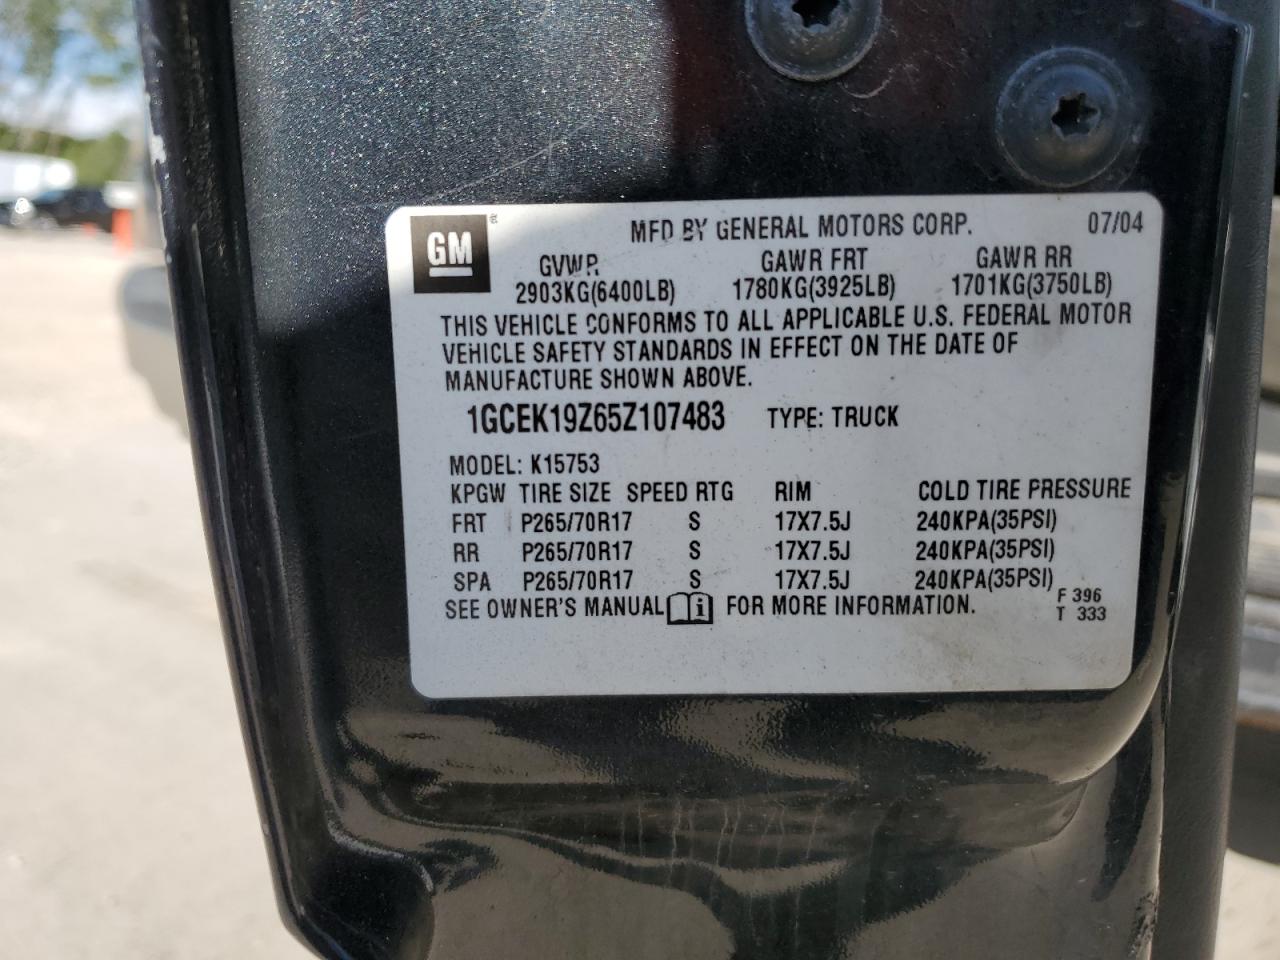 GM ®
MFD BY GENERAL MOTORS CORP. 07/04
GVWR GAWR FRT GAWR RR
2903KG(6400LB) 1780KG(3925LB) 1701KG(3750LB)
THIS VEHICLE CONFORMS TO ALL APPLICABLE U.S. FEDERAL MOTOR
VEHICLE SAFETY STANDARDS IN EFFECT ON THE DATE OF
MANUFACTURE SHOWN ABOVE.
1GCEK19Z65Z107483 TYPE: TRUCK
MODEL: K15753
KPGW TIRE SIZE SPEED RTG RIM COLD TIRE PRESSURE
FRT P265/70R17 S 17X7.5J 240KPA(35PSI)
RR P265/70R17 S 17X7.5J 240KPA(35PSI)
SPA P265/70R17 S 17X7.5J 240KPA(35PSI)
SEE OWNER'S MANUAL i FOR MORE INFORMATION.
F 396
T 333